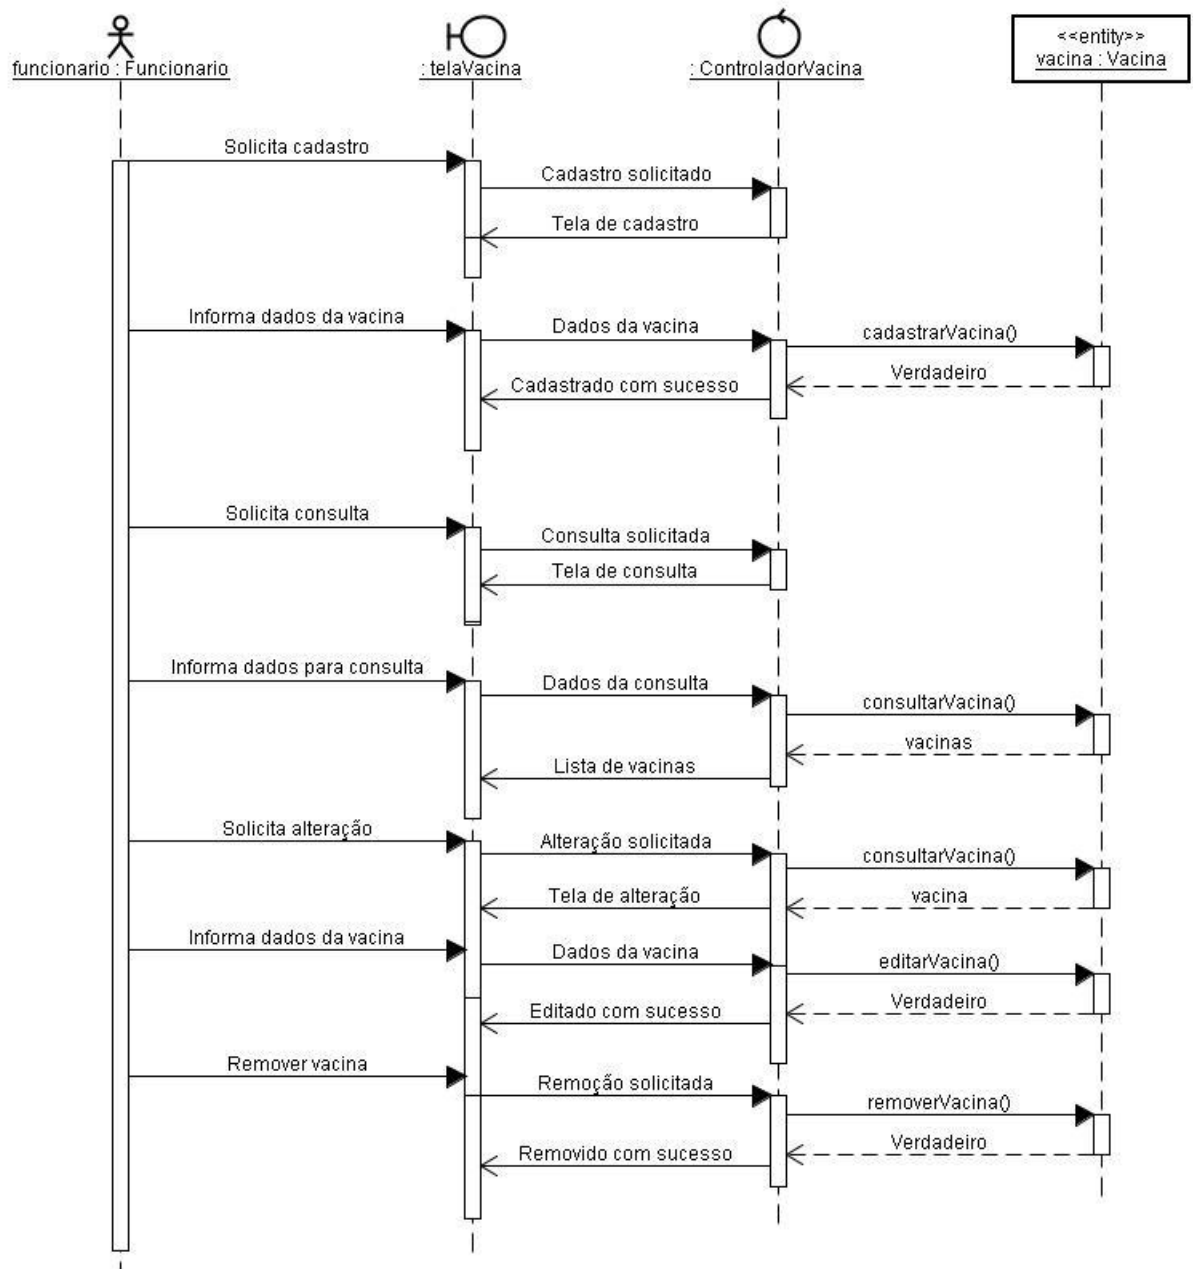 funcionario : Funcionario
: telaVacina
: ControladorVacina
<<entity>>
vacina : Vacina
Solicita cadastro
Cadastro solicitado
Tela de cadastro
Informa dados da vacina
Dados da vacina
cadastrarVacina()
Verdadeiro
Cadastrado com sucesso
Solicita consulta
Consulta solicitada
Tela de consulta
Informa dados para consulta
Dados da consulta
consultarVacina()
vacinas
Lista de vacinas
Solicita alteração
Alteração solicitada
consultarVacina()
vacina
Tela de alteração
Informa dados da vacina
Dados da vacina
editarVacina()
Verdadeiro
Editado com sucesso
Remover vacina
Remoção solicitada
removerVacina()
Verdadeiro
Removido com sucesso